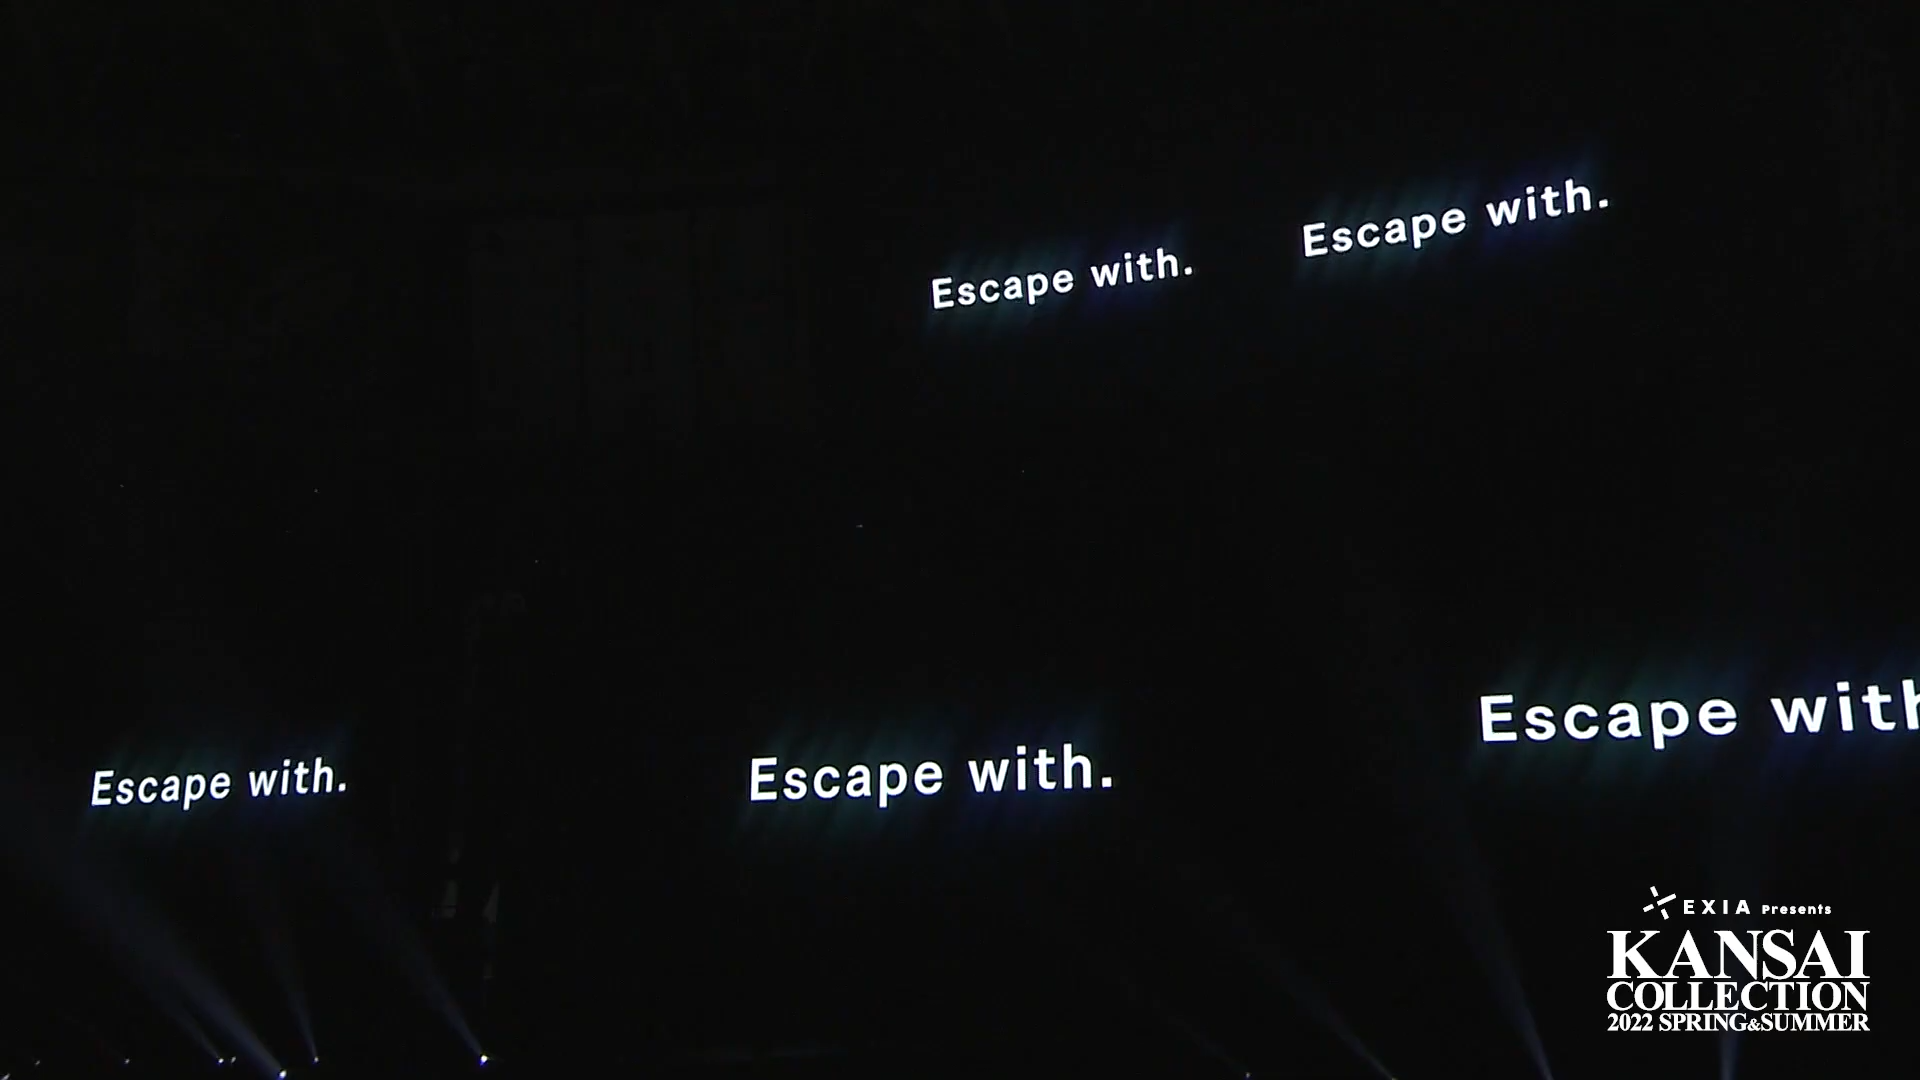 Escape with.
Escape with.
Escape with.
Escape with.
Escape with
EXIA Presents
KANSAI
COLLECTION
2022 SPRING&SUMMER